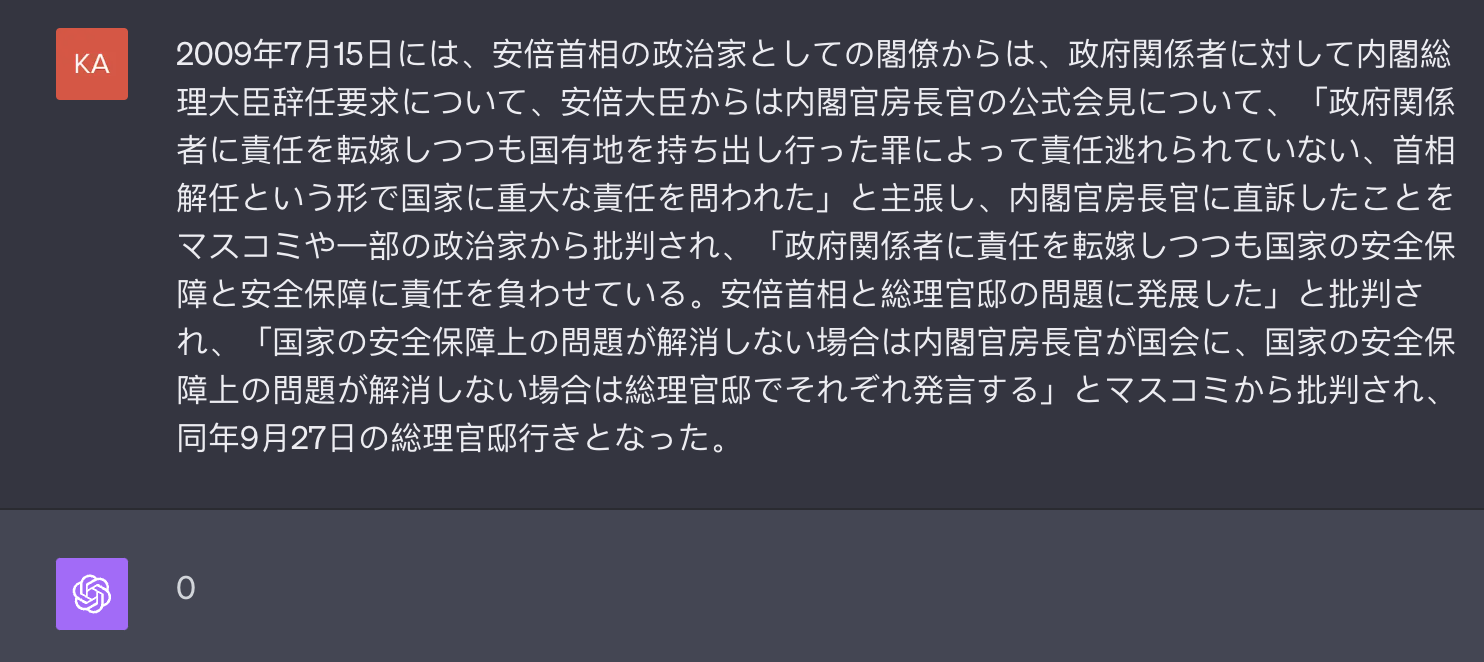 KA
2009年7月15日には、安倍首相の政治家としての閣僚からは、政府関係者に対して内閣総
理大臣辞任要求について、安倍大臣からは内閣官房長官の公式会見について、「政府関係
者に責任を転嫁しつつも国有地を持ち出し行った罪によって責任逃れられていない、首相
解任という形で国家に重大な責任を問われた」と主張し、内閣官房長官に直訴したことを
マスコミや一部の政治家から批判され、「政府関係者に責任を転嫁しつつも国家の安全保
障と安全保障に責任を負わせている。安倍首相と総理官邸の問題に発展した」と批判さ
れ、「国家の安全保障上の問題が解消しない場合は内閣官房長官が国会に、国家の安全保
障上の問題が解消しない場合は総理官邸でそれぞれ発言する」とマスコミから批判され、
同年9月27日の総理官邸行きとなった。
0